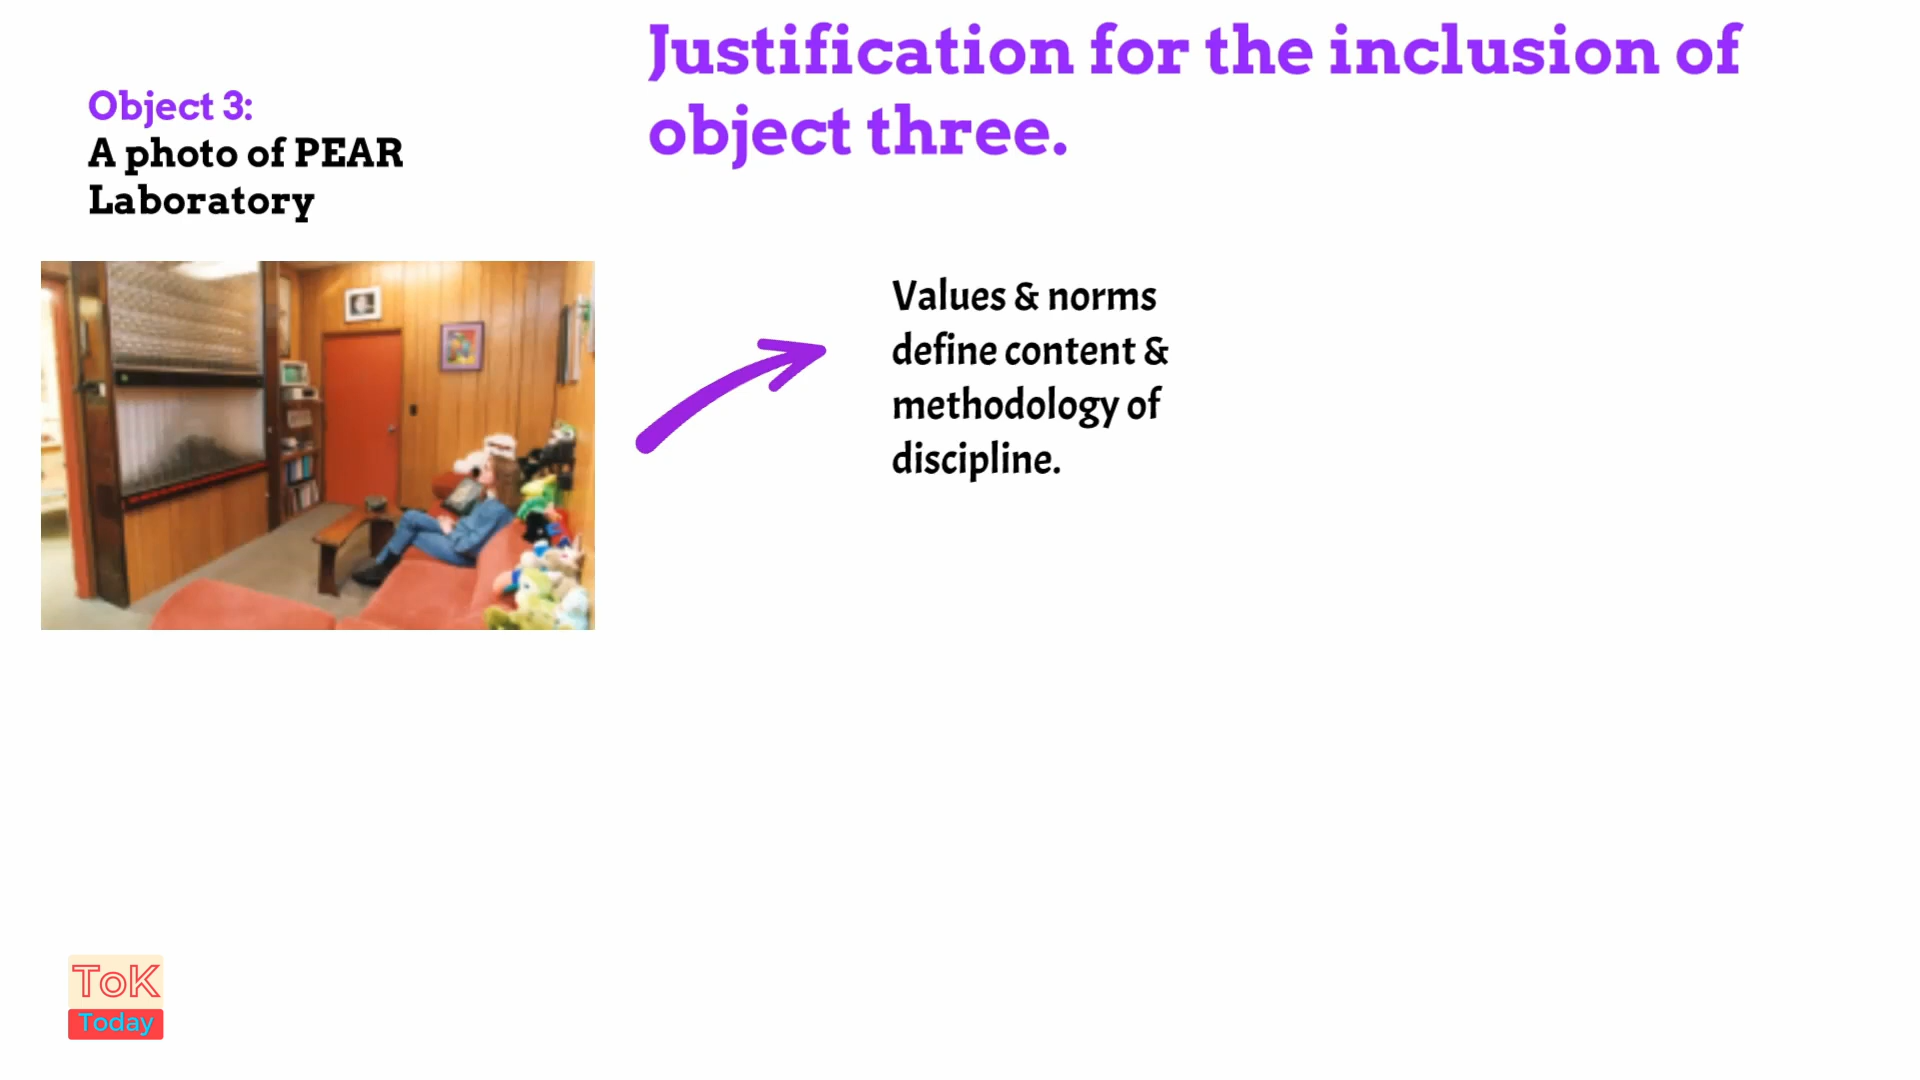 Justification for the inclusion of
object three.
Object 3:
A photo of PEAR
Laboratory
Values & norms
define content &
methodology of
discipline.
ToK
Today